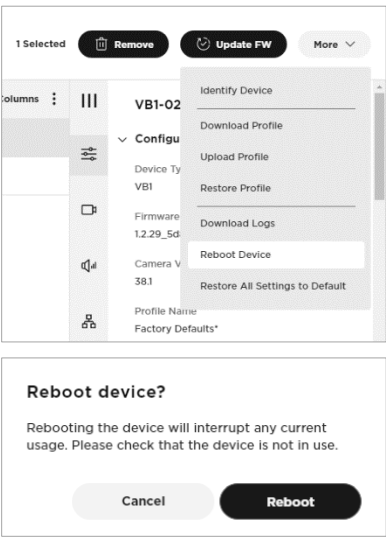 1 Selected
Remove
Update FW
More
Columns
VB1-02
Identify Device
Download Profile
Upload Profile
Restore Profile
Download Logs
Reboot Device
Restore All Settings to Default
Configu
Device Ty
VB1
Firmware
1.2.29_5d
Camera V
38.1
Profile Name
Factory Defaults*
Reboot device?
Rebooting the device will interrupt any current
usage. Please check that the device is not in use.
Cancel
Reboot